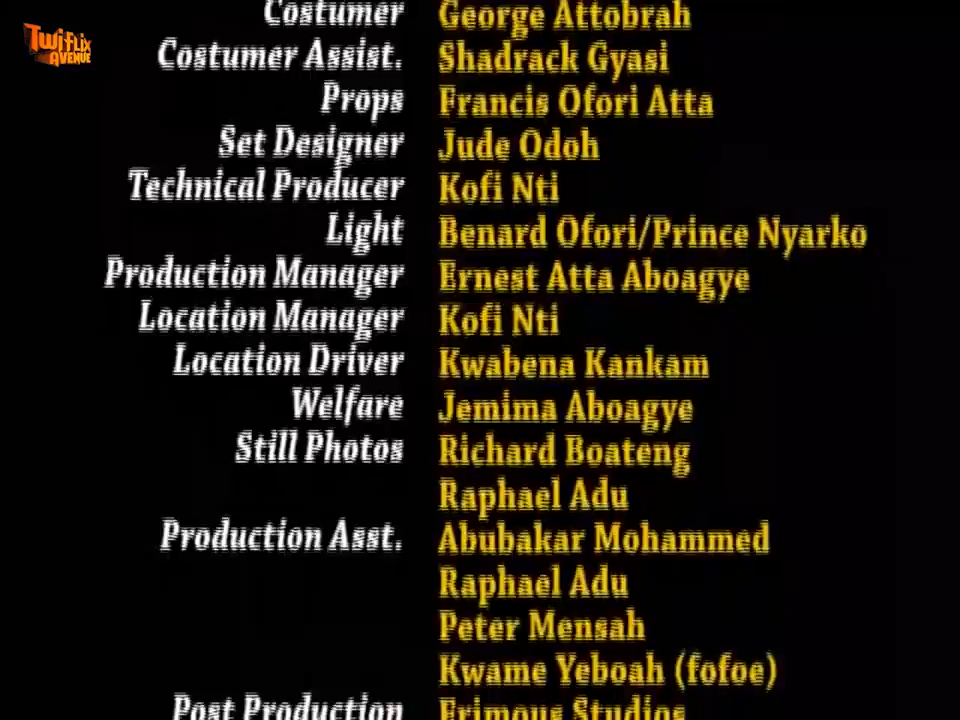 Twiflix
Avenue
Costumer George Attobrah
Costumer Assist. Shadrack Gyasi
Props Francis Ofori Atta
Set Designer Jude Odoh
Technical Producer Kofi Nti
Light Benard Ofori/Prince Nyarko
Production Manager Ernest Atta Aboagye
Location Manager Kofi Nti
Location Driver Kwabena Kankam
Welfare Jemima Aboagye
Still Photos Richard Boateng
Raphael Adu
Production Asst. Abubakar Mohammed
Raphael Adu
Peter Mensah
Kwame Yeboah (fofoe)
Post Production Frimous Studios